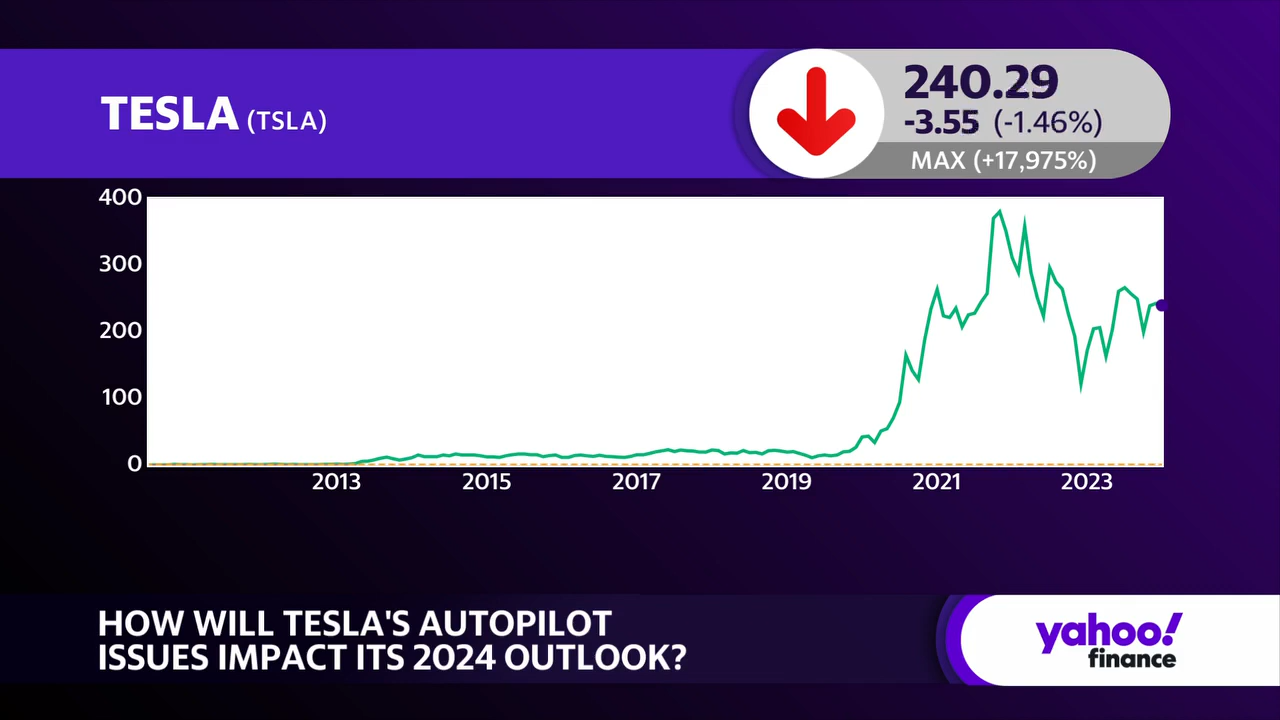 TESLA (TSLA)
240.29
-3.55 (-1.46%)
MAX (+17,975%)
400
300
200
100
0
2013 2015 2017 2019 2021 2023
HOW WILL TESLA'S AUTOPILOT
ISSUES IMPACT ITS 2024 OUTLOOK?
yahoo!
finance